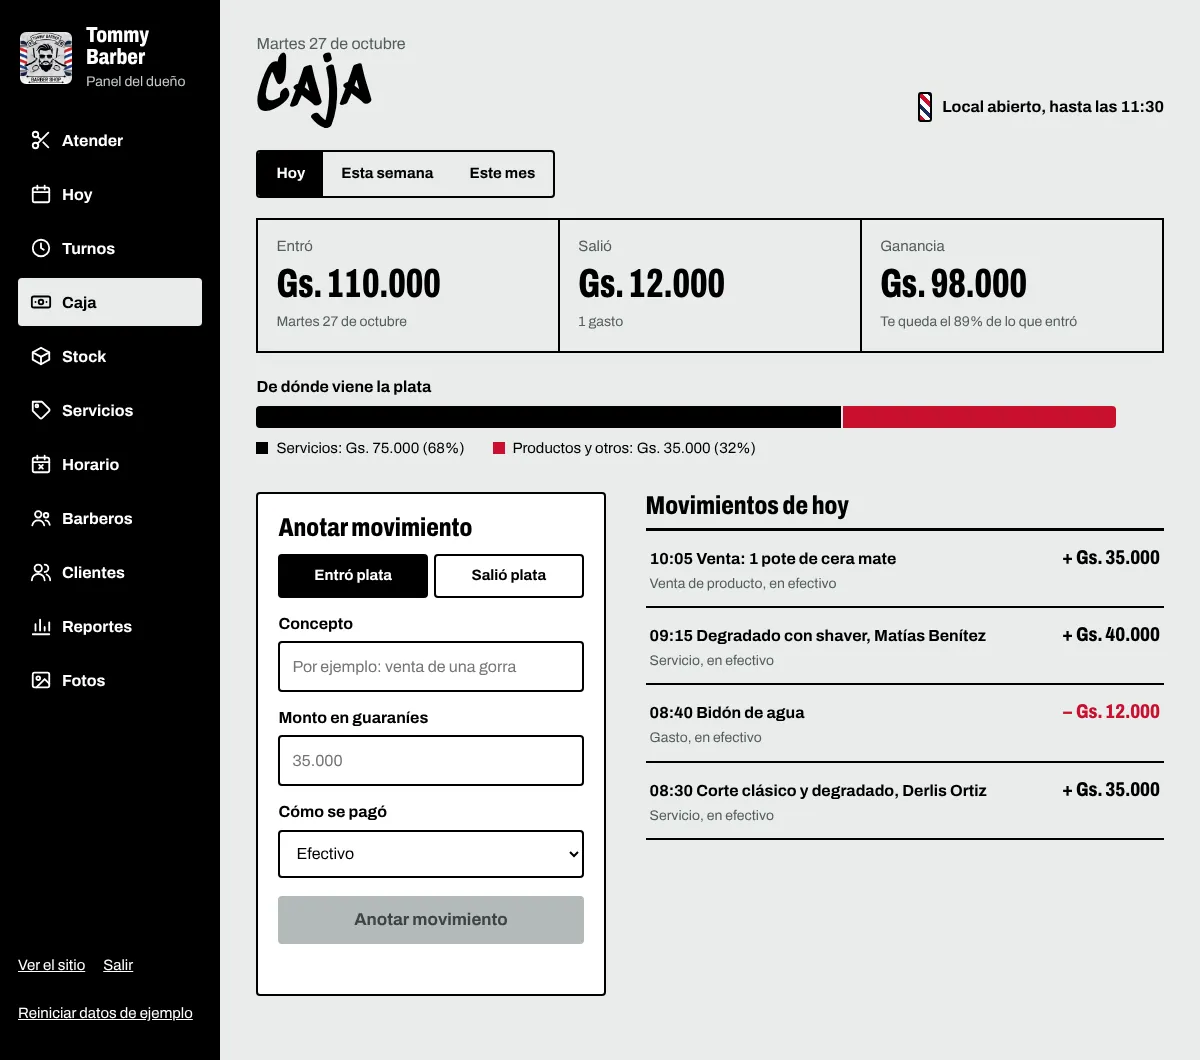 Tommy
Barber
Panel del dueño
Atender
Hoy
Turnos
Caja
Stock
Servicios
Horario
Barberos
Clientes
Reportes
Fotos
Ver el sitio
Salir
Reiniciar datos de ejemplo
Martes 27 de octubre
Caja
Local abierto, hasta las 11:30
Hoy
Esta semana
Este mes
Entró
Gs. 110.000
Martes 27 de octubre
Salió
Gs. 12.000
1 gasto
Ganancia
Gs. 98.000
Te queda el 89% de lo que entró
De dónde viene la plata
Servicios: Gs. 75.000 (68%)
Productos y otros: Gs. 35.000 (32%)
Anotar movimiento
Entró plata
Salió plata
Concepto
Por ejemplo: venta de una gorra
Monto en guaraníes
35.000
Cómo se pagó
Efectivo
Anotar movimiento
Movimientos de hoy
10:05 Venta: 1 pote de cera mate
+ Gs. 35.000
Venta de producto, en efectivo
09:15 Degradado con shaver, Matías Benítez
+ Gs. 40.000
Servicio, en efectivo
08:40 Bidón de agua
– Gs. 12.000
Gasto, en efectivo
08:30 Corte clásico y degradado, Derlis Ortiz
+ Gs. 35.000
Servicio, en efectivo